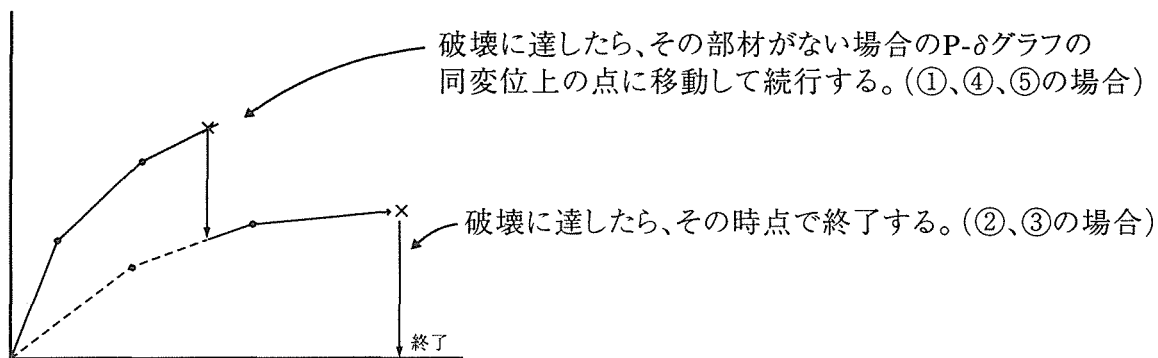 破壊に達したら、その部材がない場合のP-δグラフの
同変位上の点に移動して続行する。(①、④、⑤の場合)
破壊に達したら、その時点で終了する。(②、③の場合)
終了